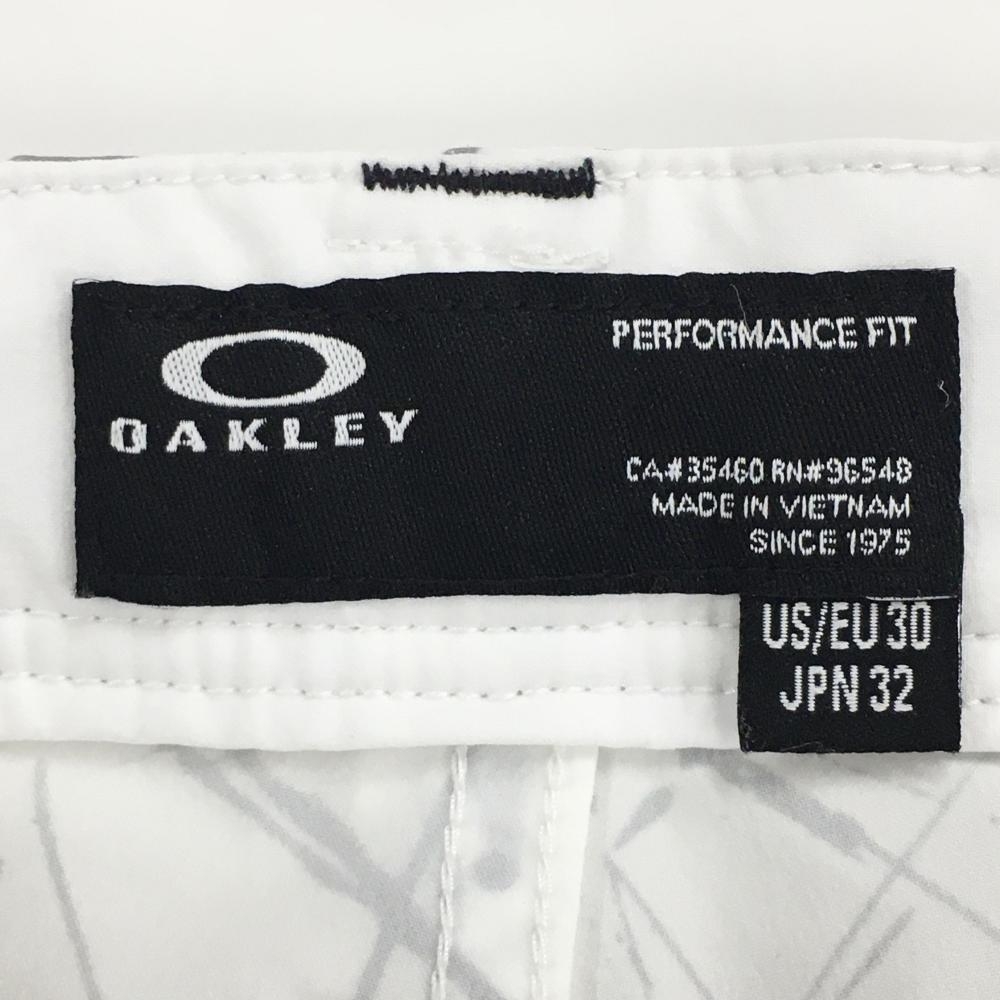 OAKLEY
PERFORMANCE FIT
CA#35460 RN#96548
MADE IN VIETNAM
SINCE 1975
US/EU 30
JPN 32